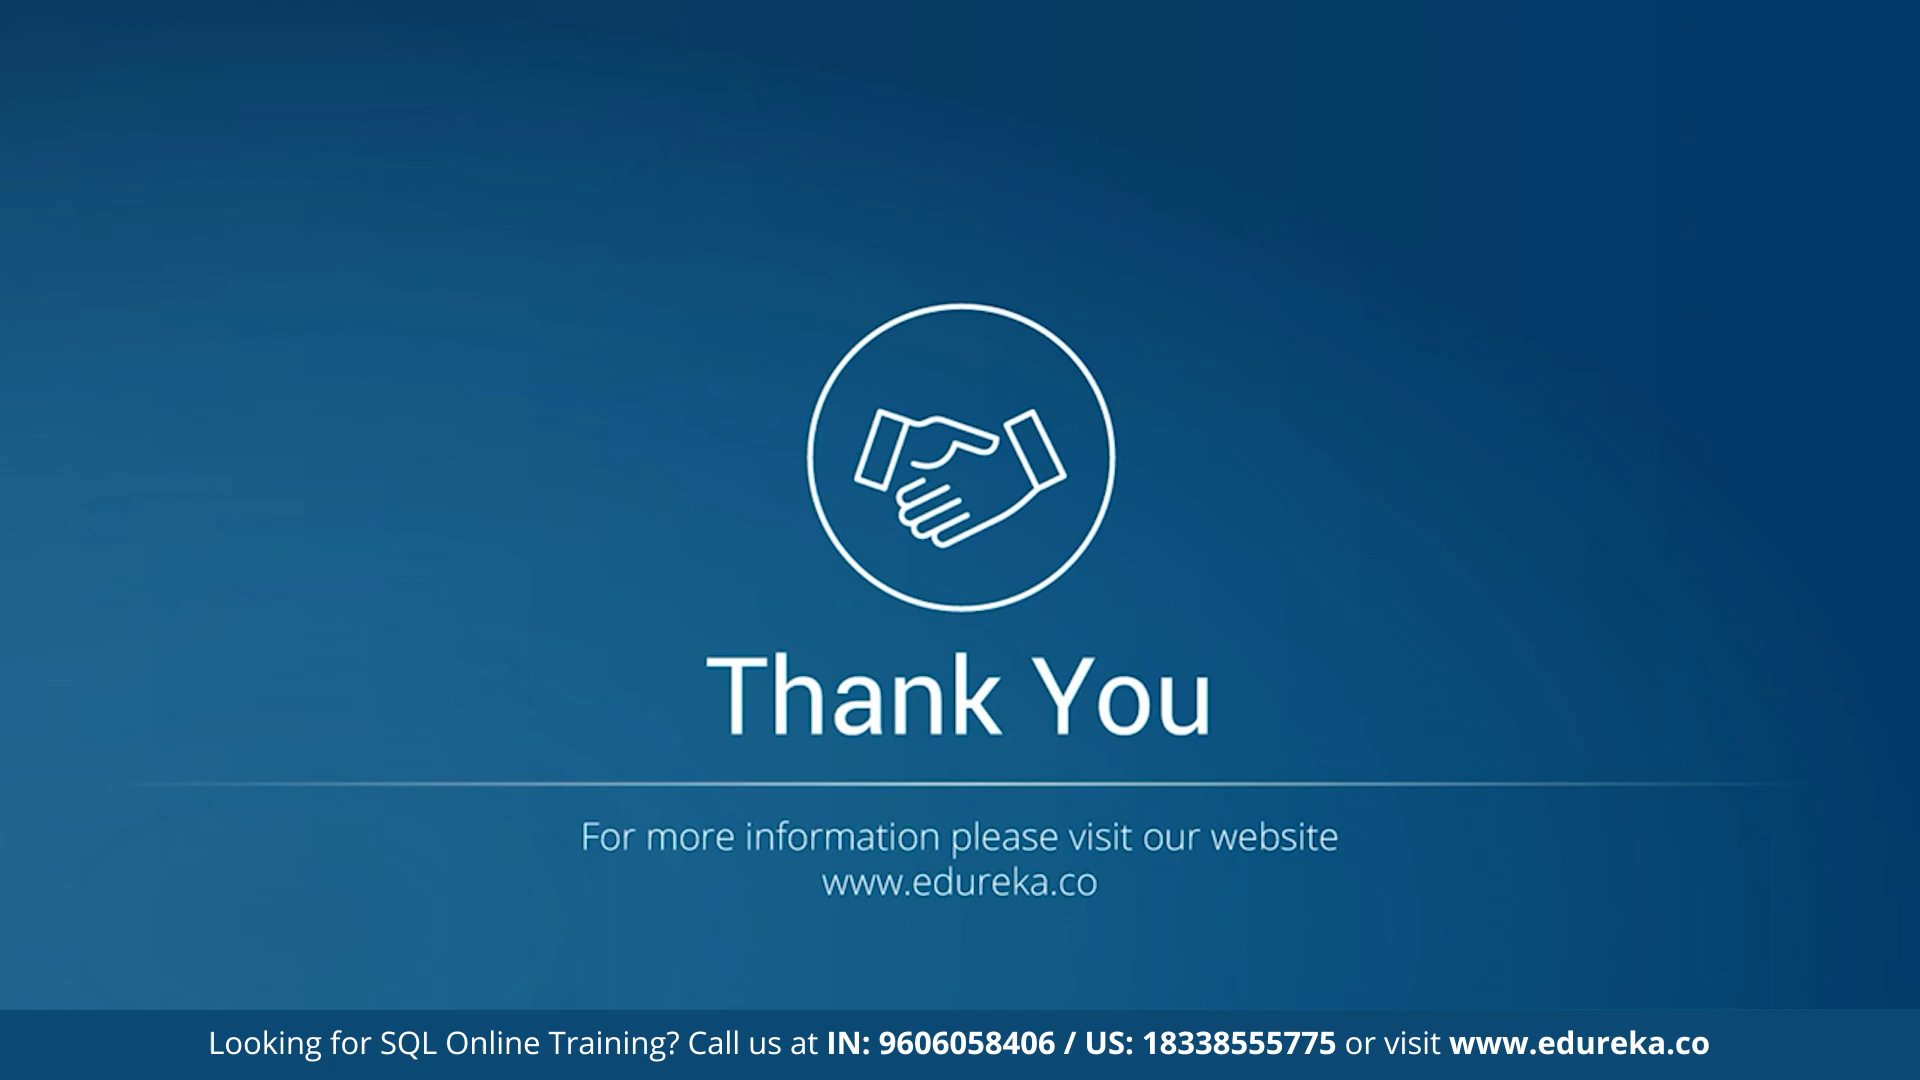 Thank You
For more information please visit our website
www.edureka.co
Looking for SQL Online Training? Call us at IN: 9606058406 / US: 18338555775 or visit www.edureka.co